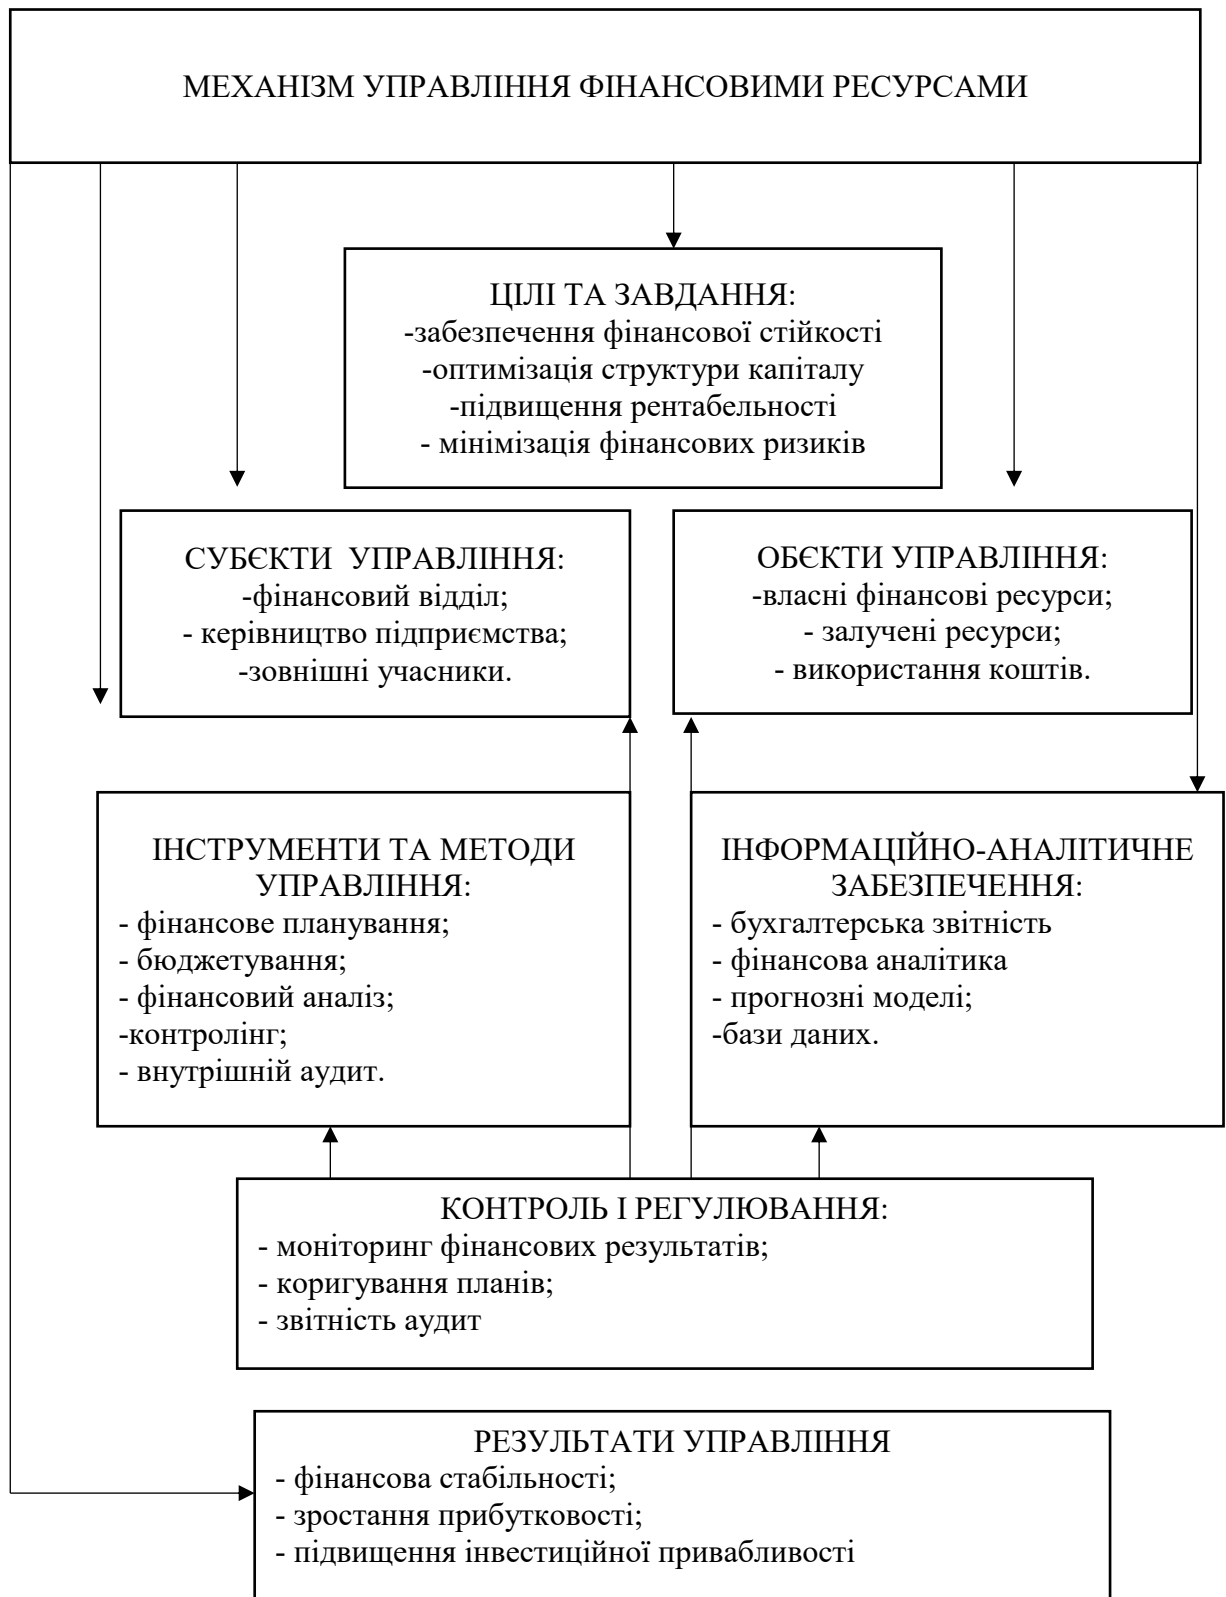 МЕХАНІЗМ УПРАВЛІННЯ ФІНАНСОВИМИ РЕСУРСАМИ
ЦІЛІ ТА ЗАВДАННЯ:
-забезпечення фінансової стійкості
-оптимізація структури капіталу
-підвищення рентабельності
- мінімізація фінансових ризиків
СУБЄКТИ УПРАВЛІННЯ:
-фінансовий відділ;
- керівництво підприємства;
-зовнішні учасники.
ОБЄКТИ УПРАВЛІННЯ:
-власні фінансові ресурси;
- залучені ресурси;
- використання коштів.
ІНСТРУМЕНТИ ТА МЕТОДИ
УПРАВЛІННЯ:
- фінансове планування;
- бюджетування;
- фінансовий аналіз;
-контролінг;
- внутрішній аудит.
ІНФОРМАЦІЙНО-АНАЛІТИЧНЕ
ЗАБЕЗПЕЧЕННЯ:
- бухгалтерська звітність
- фінансова аналітика
- прогнозні моделі;
-бази даних.
КОНТРОЛЬ І РЕГУЛЮВАННЯ:
- моніторинг фінансових результатів;
- коригування планів;
- звітність аудит
РЕЗУЛЬТАТИ УПРАВЛІННЯ
- фінансова стабільності;
- зростання прибутковості;
- підвищення інвестиційної привабливості